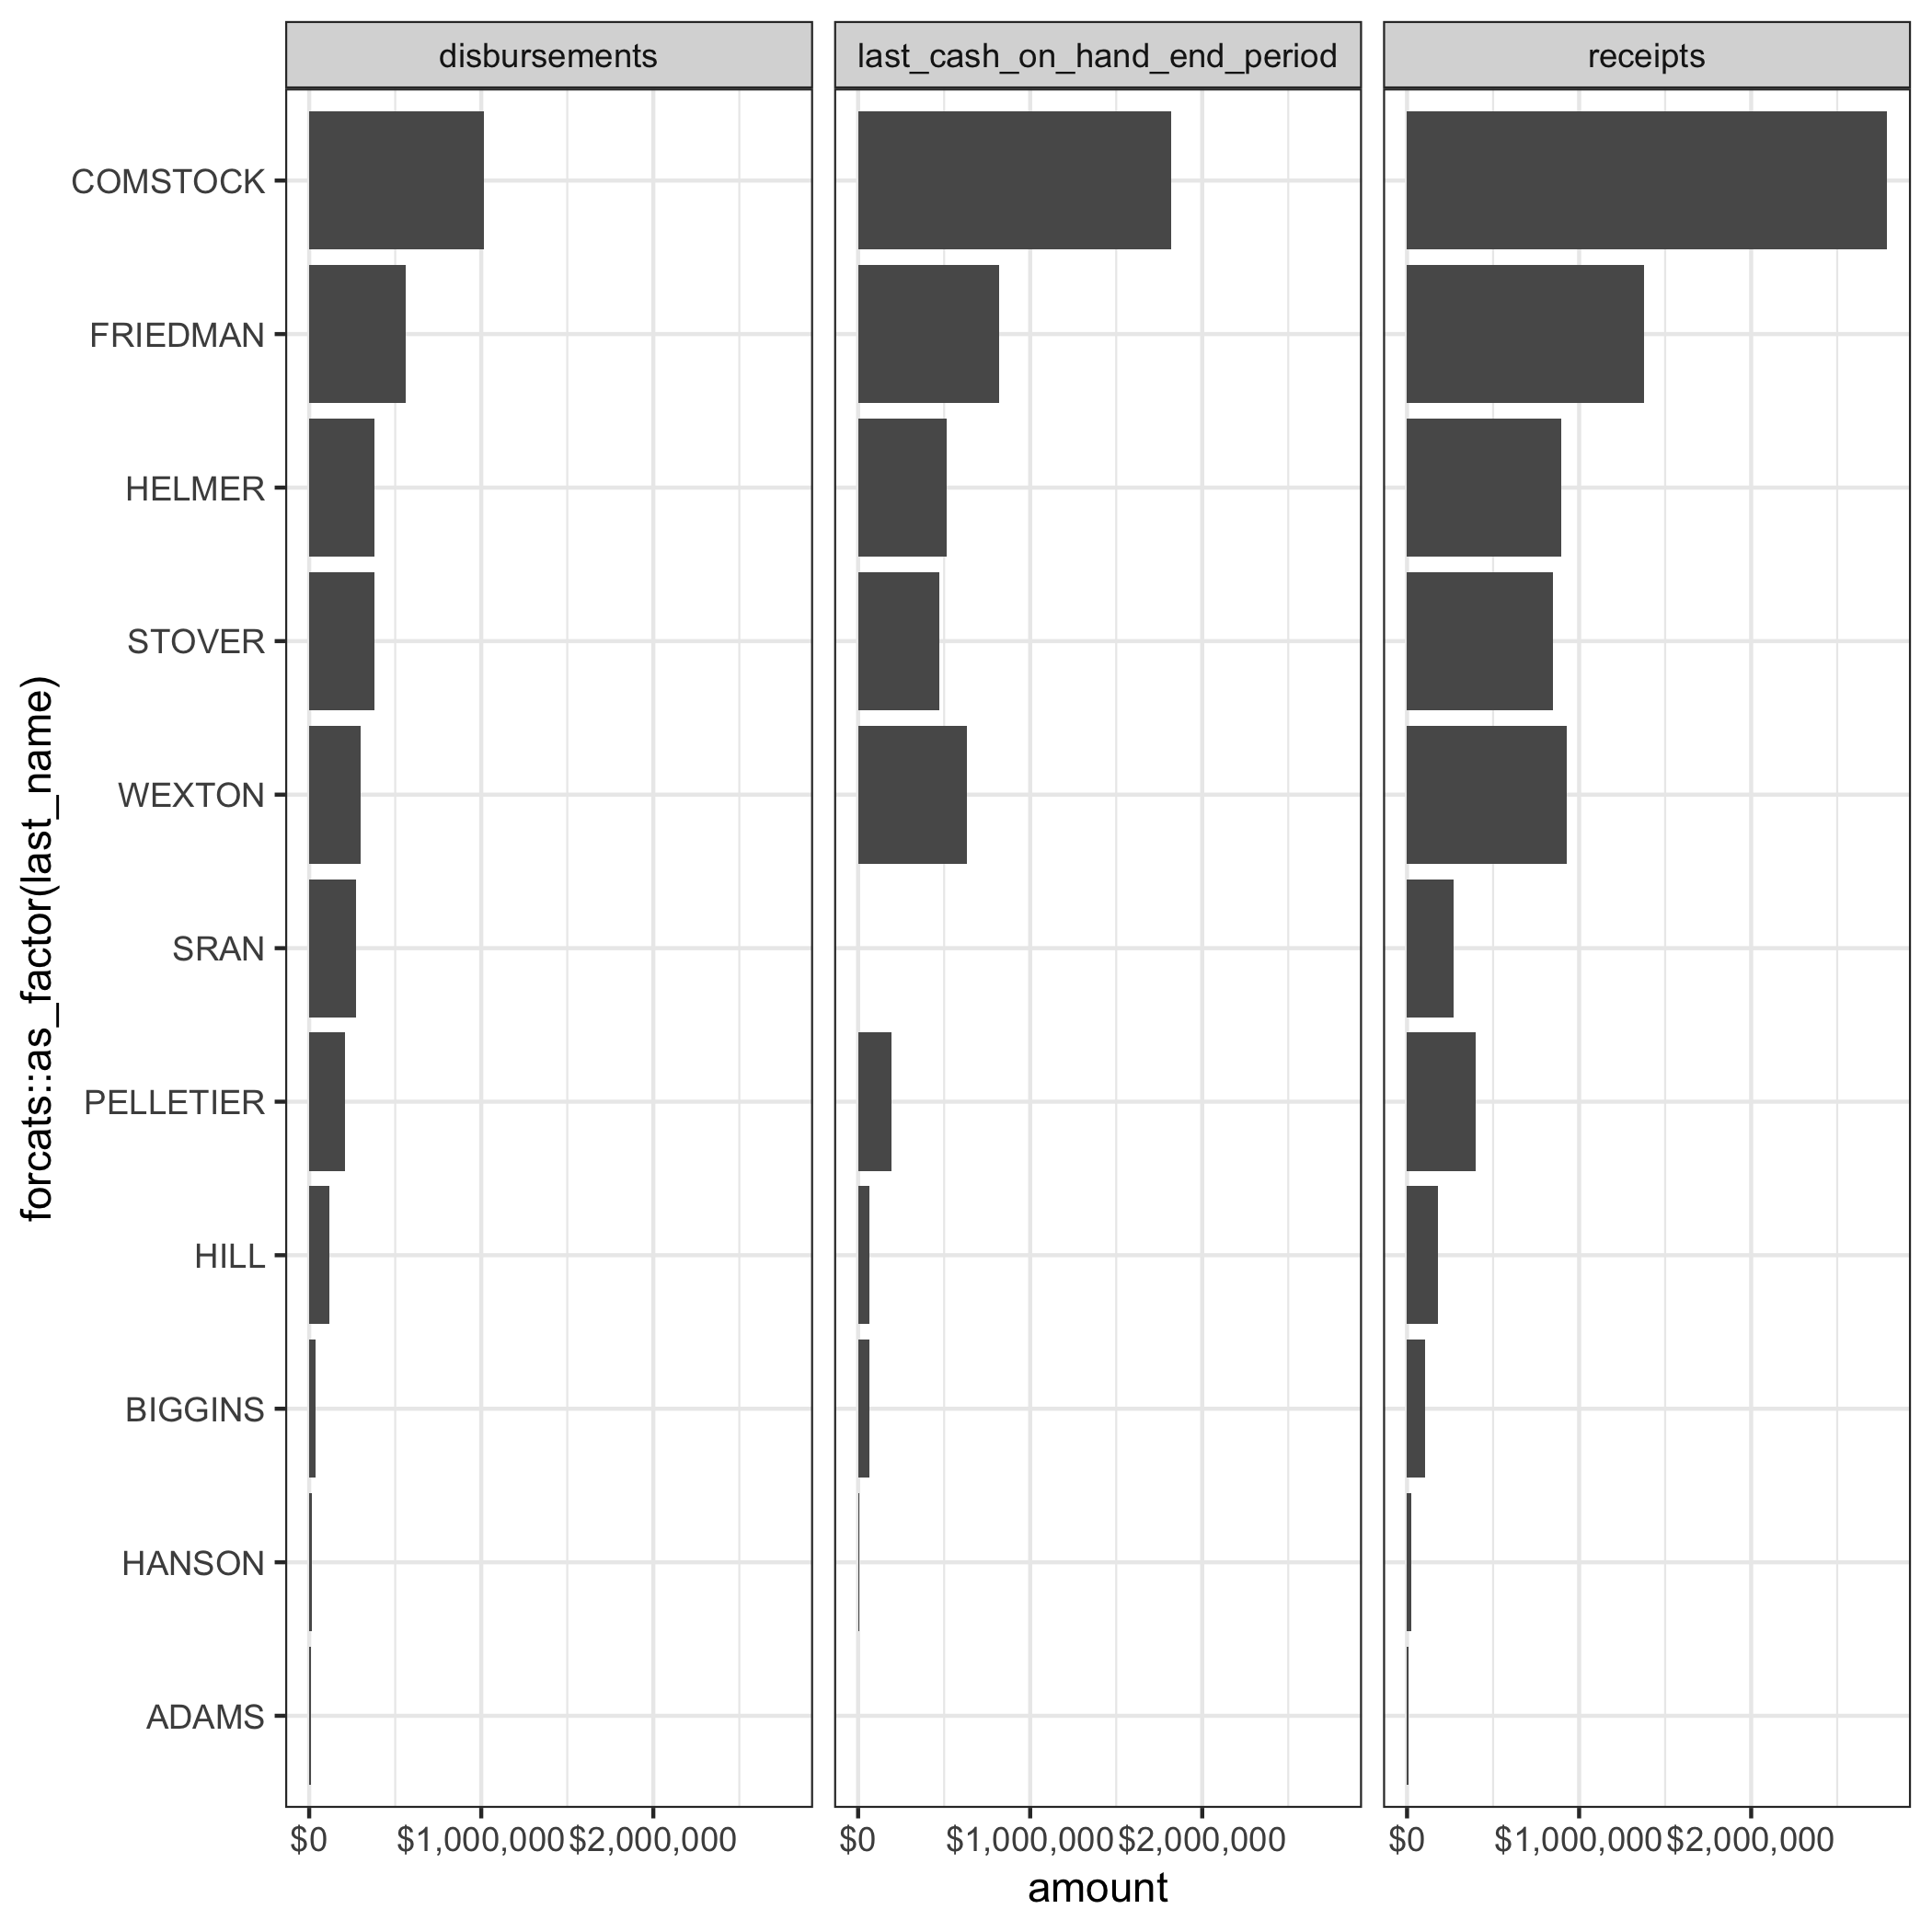 disbursements
last_cash_on_hand_end_period
receipts
forcats::as_factor(last_name)
COMSTOCK
FRIEDMAN
HELMER
STOVER
WEXTON
SRAN
PELLETIER
HILL
BIGGINS
HANSON
ADAMS
$0 $1,000,000 $2,000,000
$0 $1,000,000 $2,000,000
$0 $1,000,000 $2,000,000
amount